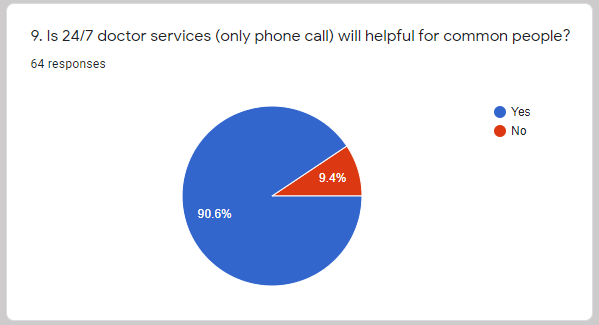 9. Is 24/7 doctor services (only phone call) will helpful for common people?
64 responses
Yes
No
9.4%
90.6%